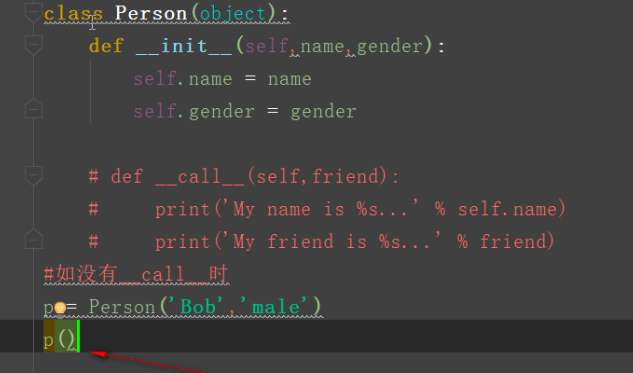 class Person(object):
    def __init__(self,name,gender):
        self.name = name
        self.gender = gender
    # def __call__(self,friend):
    #     print('My name is %s...' % self.name)
    #     print('My friend is %s...' % friend)
#如没有__call__时
p = Person('Bob','male')
p()